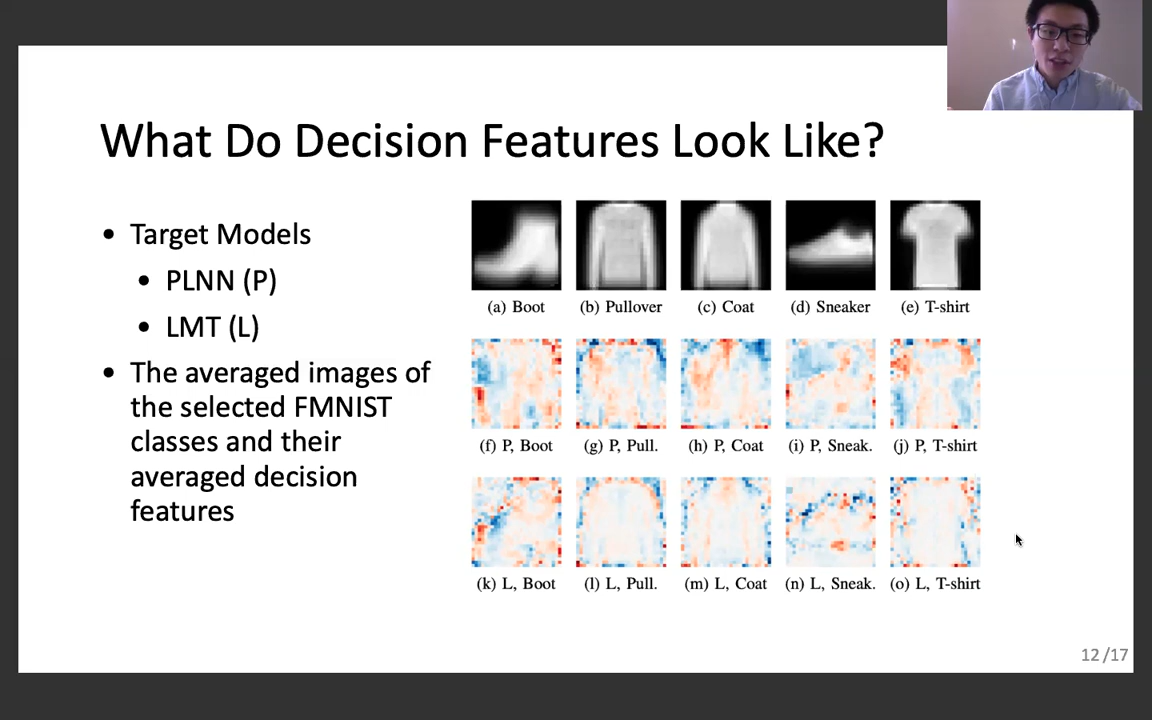 What Do Decision Features Look Like?
• Target Models
• PLNN (P)
• LMT (L)
• The averaged images of
the selected FMNIST
classes and their
averaged decision
features
(a) Boot (b) Pullover (c) Coat (d) Sneaker (e) T-shirt
(f) P, Boot (g) P, Pull. (h) P, Coat (i) P, Sneak. (j) P, T-shirt
(k) L, Boot (l) L, Pull. (m) L, Coat (n) L, Sneak. (o) L, T-shirt
12/17